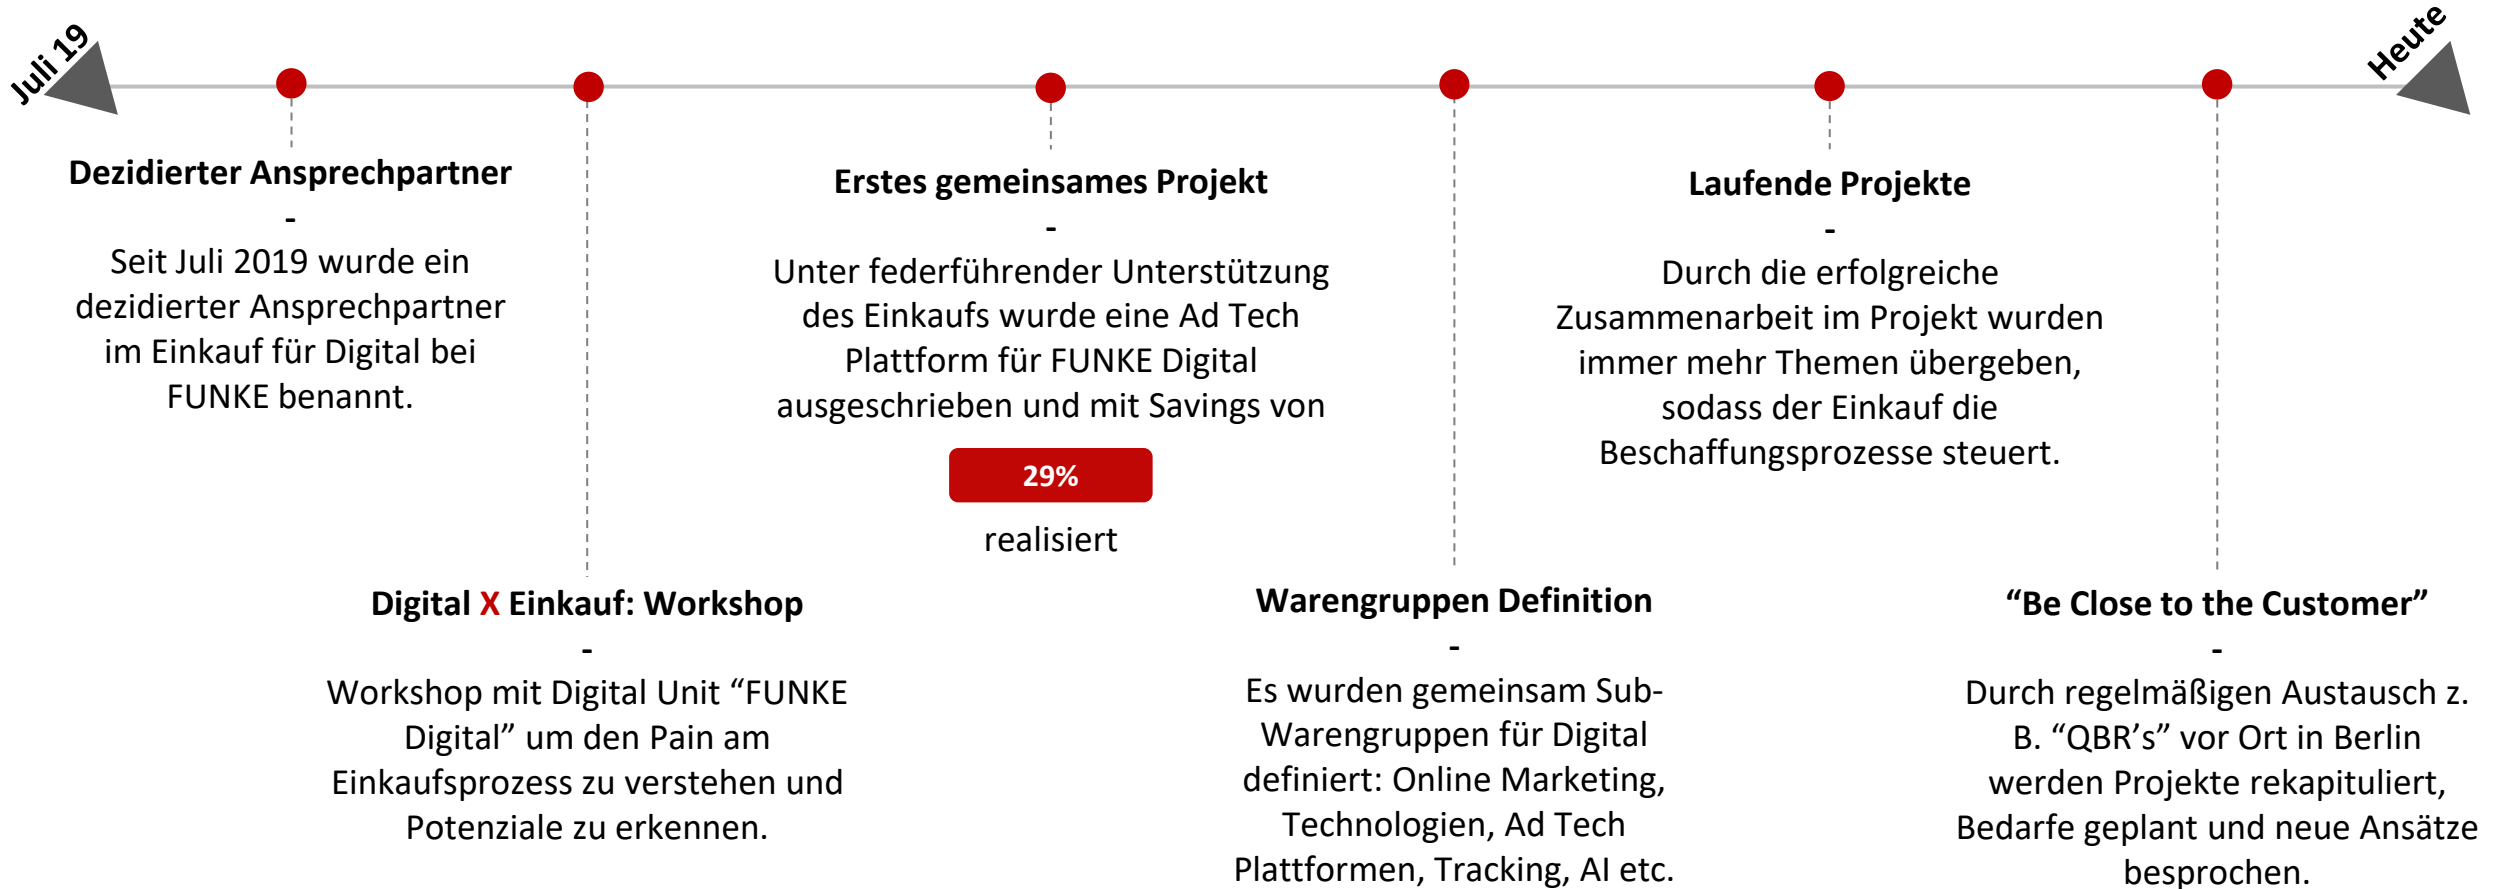 Juli 19
Heute
Dezidierter Ansprechpartner
-
Seit Juli 2019 wurde ein
dezidierter Ansprechpartner
im Einkauf für Digital bei
FUNKE benannt.
Digital X Einkauf: Workshop
-
Workshop mit Digital Unit “FUNKE
Digital” um den Pain am
Einkaufsprozess zu verstehen und
Potenziale zu erkennen.
Erstes gemeinsames Projekt
-
Unter federführender Unterstützung
des Einkaufs wurde eine Ad Tech
Plattform für FUNKE Digital
ausgeschrieben und mit Savings von
29%
realisiert
Warengruppen Definition
-
Es wurden gemeinsam Sub-
Warengruppen für Digital
definiert: Online Marketing,
Technologien, Ad Tech
Plattformen, Tracking, AI etc.
Laufende Projekte
-
Durch die erfolgreiche
Zusammenarbeit im Projekt wurden
immer mehr Themen übergeben,
sodass der Einkauf die
Beschaffungsprozesse steuert.
“Be Close to the Customer”
-
Durch regelmäßigen Austausch z.
B. “QBR’s” vor Ort in Berlin
werden Projekte rekapituliert,
Bedarfe geplant und neue Ansätze
besprochen.